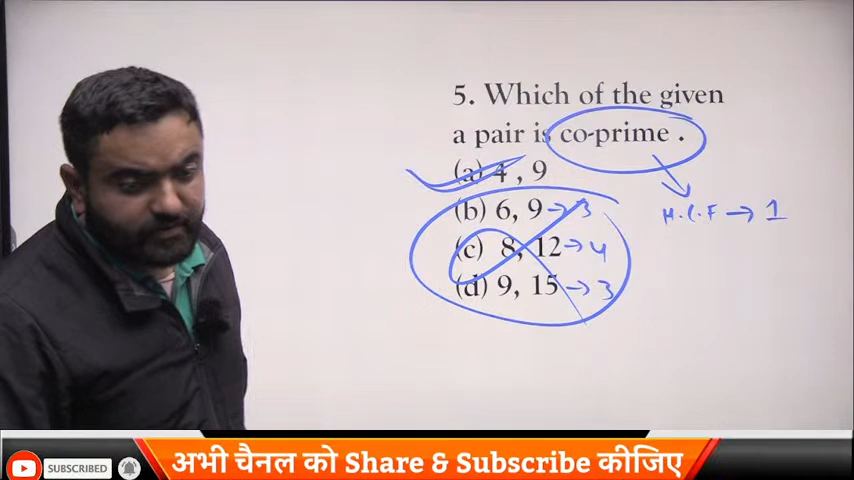 5. Which of the given
a pair is co-prime .
(a) 4 , 9
(b) 6, 9 → 3
(c) 8, 12 → 4
(d) 9, 15 → 3
H.C.F → 1
SUBSCRIBED
अभी चैनल को Share & Subscribe कीजिए